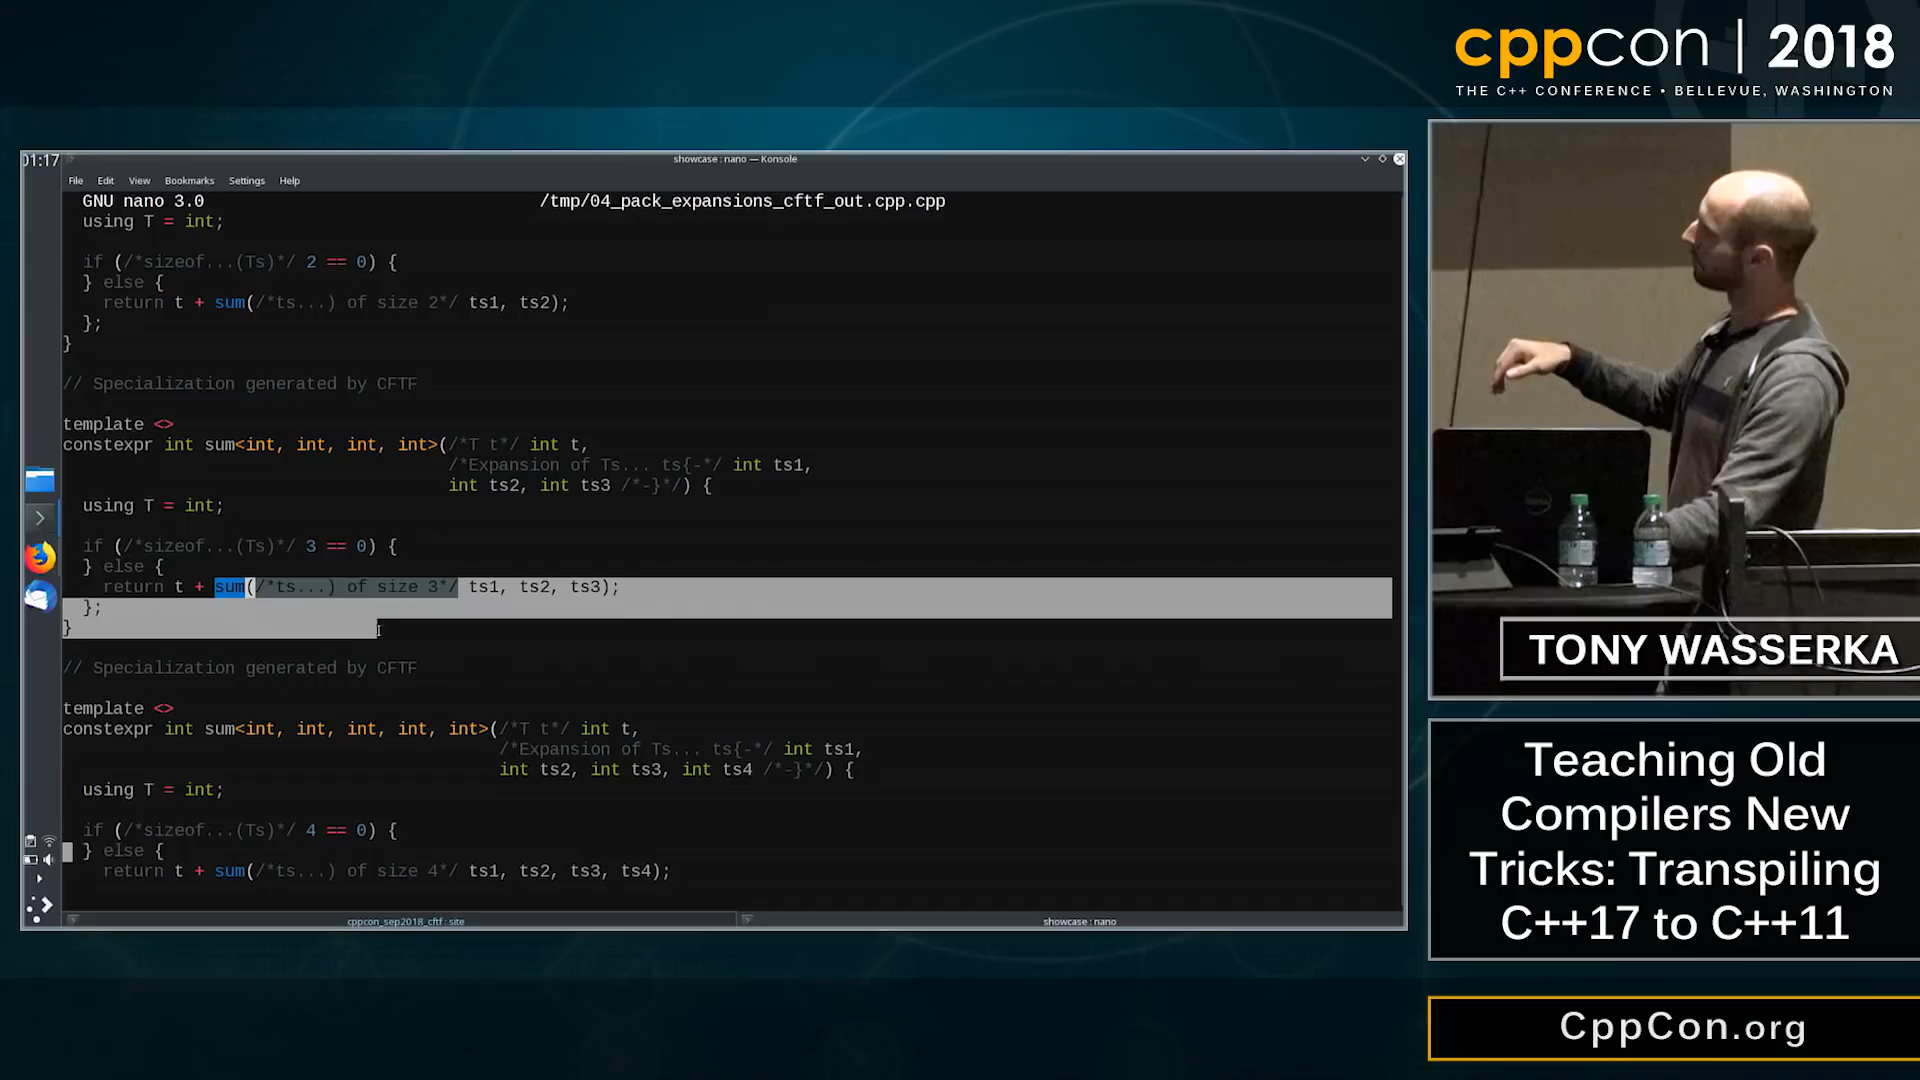 cppcon | 2018
THE C++ CONFERENCE • BELLEVUE, WASHINGTON
01:17
showcase : nano — Konsole
File Edit View Bookmarks Settings Help
GNU nano 3.0 /tmp/04_pack_expansions_cftf_out.cpp.cpp
using T = int;
if (/*sizeof...(Ts)*/ 2 == 0) {
} else {
return t + sum(/*ts...) of size 2*/ ts1, ts2);
};
}
// Specialization generated by CFTF
template <>
constexpr int sum<int, int, int, int>(/*T t*/ int t,
/*Expansion of Ts... ts{-*/ int ts1,
int ts2, int ts3 /*-}*/) {
using T = int;
if (/*sizeof...(Ts)*/ 3 == 0) {
} else {
return t + sum(/*ts...) of size 3*/ ts1, ts2, ts3);
};
}
// Specialization generated by CFTF
template <>
constexpr int sum<int, int, int, int, int>(/*T t*/ int t,
/*Expansion of Ts... ts{-*/ int ts1,
int ts2, int ts3, int ts4 /*-}*/) {
using T = int;
if (/*sizeof...(Ts)*/ 4 == 0) {
} else {
return t + sum(/*ts...) of size 4*/ ts1, ts2, ts3, ts4);
cppcon_sep2018_cftf : site
showcase : nano
TONY WASSERKA
Teaching Old
Compilers New
Tricks: Transpiling
C++17 to C++11
CppCon.org